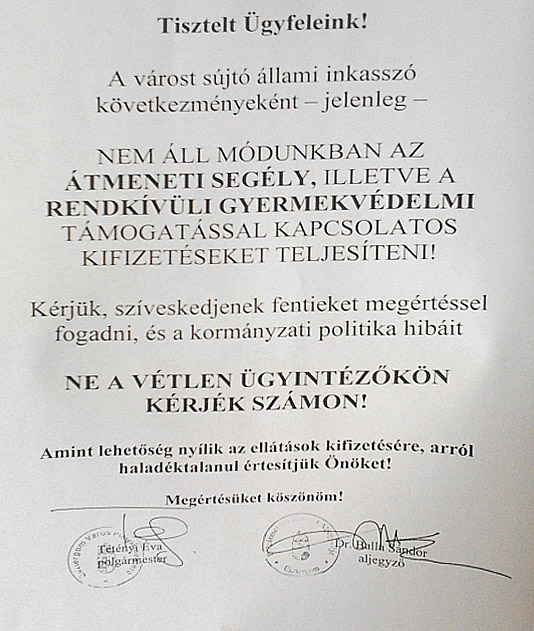 Tisztelt Ügyfeleink!
A várost sújtó állami inkasszó
következményeként – jelenleg –
NEM ÁLL MÓDUNKBAN AZ
ÁTMENETI SEGÉLY, ILLETVE A
RENDKÍVÜLI GYERMEKVÉDELMI
TÁMOGATÁSSAL KAPCSOLATOS
KIFIZETÉSEKET TELJESÍTENI!
Kérjük, szíveskedjenek fentieket megértéssel
fogadni, és a kormányzati politika hibáit
NE A VÉTLEN ÜGYINTÉZŐKÖN
KÉRJÉK SZÁMON!
Amint lehetőség nyílik az ellátások kifizetésére, arról
haladéktalanul értesítjük Önöket!
Megértésüket köszönöm!
Tétényi Éva
polgármester
Dr. Balla Sándor
aljegyző
Esztergom